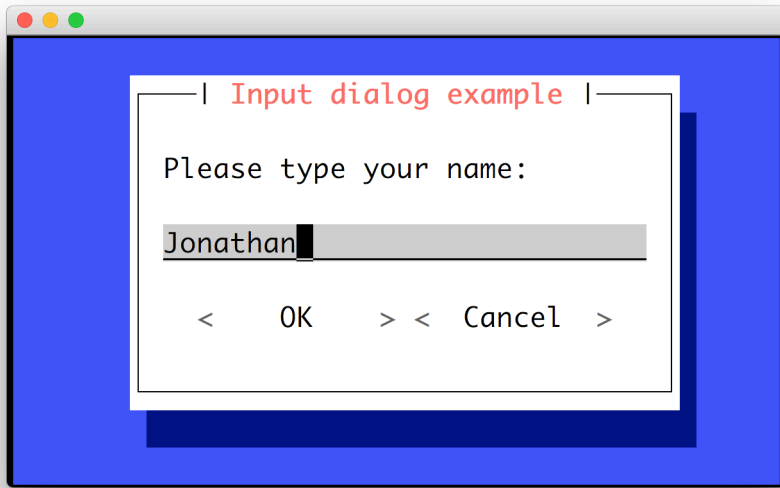 | Input dialog example |
Please type your name:
Jonathan
< OK > < Cancel >